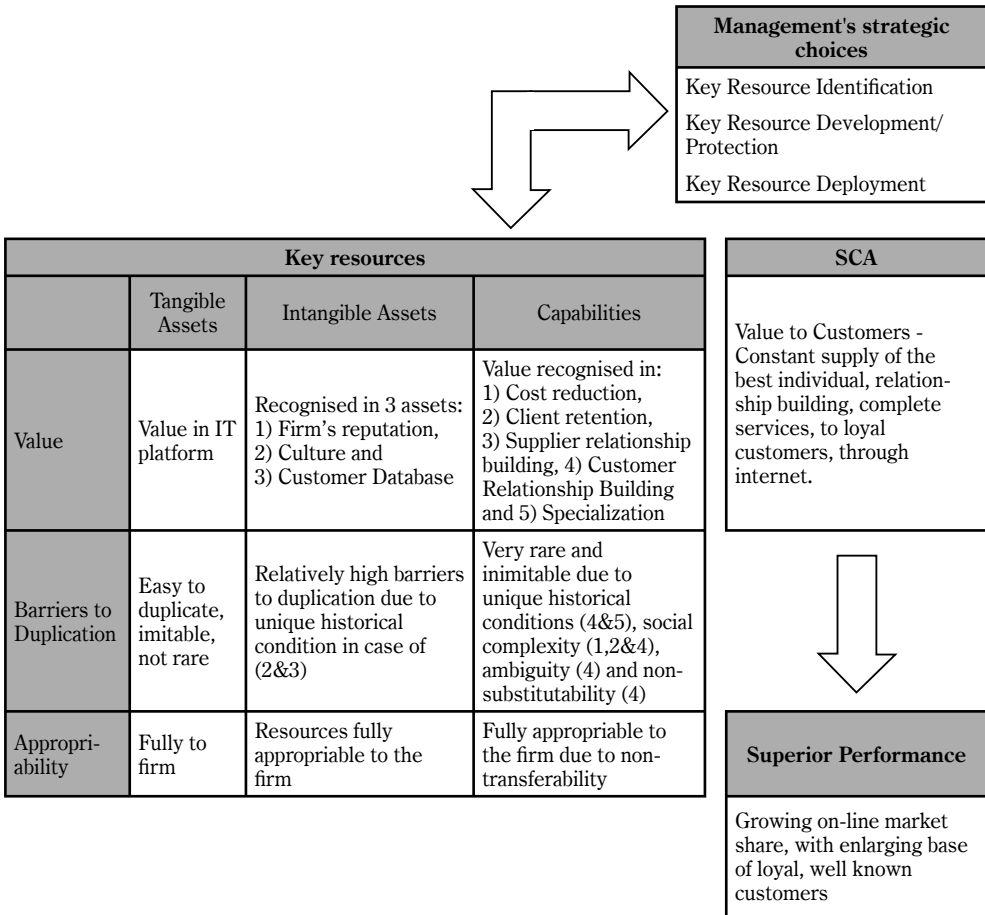 Management's strategic
choices
Key Resource Identification
Key Resource Development/
Protection
Key Resource Deployment
Key resources
Tangible
Assets
Intangible Assets
Capabilities
Value
Value in IT
platform
Recognised in 3 assets:
1) Firm's reputation,
2) Culture and
3) Customer Database
Value recognised in:
1) Cost reduction,
2) Client retention,
3) Supplier relationship
building, 4) Customer
Relationship Building
and 5) Specialization
Barriers to
Duplication
Easy to
duplicate,
imitable,
not rare
Relatively high barriers
to duplication due to
unique historical
condition in case of
(2&3)
Very rare and
inimitable due to
unique historical
conditions (4&5), social
complexity (1,2&4),
ambiguity (4) and non-
substitutability (4)
Appropri-
ability
Fully to
firm
Resources fully
appropriable to the
firm
Fully appropriable to
the firm due to non-
transferability
SCA
Value to Customers -
Constant supply of the
best individual, relation-
ship building, complete
services, to loyal
customers, through
internet.
Superior Performance
Growing on-line market
share, with enlarging base
of loyal, well known
customers